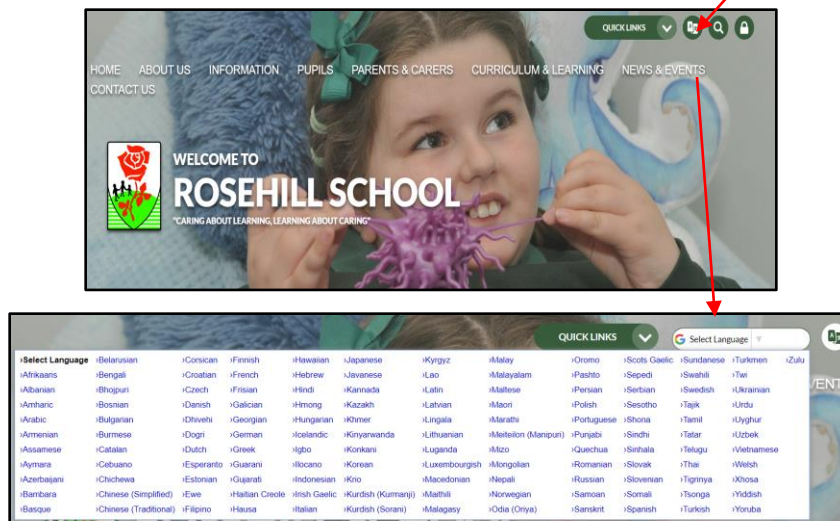 QUICK LINKS
HOME ABOUT US INFORMATION PUPILS PARENTS & CARERS CURRICULUM & LEARNING NEWS & EVENTS
CONTACT US
WELCOME TO
ROSEHILL SCHOOL
"CARING ABOUT LEARNING, LEARNING ABOUT CARING"
QUICK LINKS G Select Language ▼
›Select Language ›Belarusian ›Corsican ›Finnish ›Hawaiian ›Japanese ›Kyrgyz ›Malay ›Oromo ›Scots Gaelic ›Sundanese ›Turkmen ›Zulu
›Afrikaans ›Bengali ›Croatian ›French ›Hebrew ›Javanese ›Lao ›Malayalam ›Pashto ›Sepedi ›Swahili ›Twi
›Albanian ›Bhojpuri ›Czech ›Frisian ›Hindi ›Kannada ›Latin ›Maltese ›Persian ›Serbian ›Swedish ›Ukrainian
›Amharic ›Bosnian ›Danish ›Galician ›Hmong ›Kazakh ›Latvian ›Maori ›Polish ›Sesotho ›Tajik ›Urdu
›Arabic ›Bulgarian ›Dhivehi ›Georgian ›Hungarian ›Khmer ›Lingala ›Marathi ›Portuguese ›Shona ›Tamil ›Uyghur
›Armenian ›Burmese ›Dogri ›German ›Icelandic ›Kinyarwanda ›Lithuanian ›Meiteilon (Manipuri) ›Punjabi ›Sindhi ›Tatar ›Uzbek
›Assamese ›Catalan ›Dutch ›Greek ›Igbo ›Konkani ›Luganda ›Mizo ›Quechua ›Sinhala ›Telugu ›Vietnamese
›Aymara ›Cebuano ›Esperanto ›Guarani ›Ilocano ›Korean ›Luxembourgish ›Mongolian ›Romanian ›Slovak ›Thai ›Welsh
›Azerbaijani ›Chichewa ›Estonian ›Gujarati ›Indonesian ›Krio ›Macedonian ›Nepali ›Russian ›Slovenian ›Tigrinya ›Xhosa
›Bambara ›Chinese (Simplified) ›Ewe ›Haitian Creole ›Irish Gaelic ›Kurdish (Kurmanji) ›Maithili ›Norwegian ›Samoan ›Somali ›Tsonga ›Yiddish
›Basque ›Chinese (Traditional) ›Filipino ›Hausa ›Italian ›Kurdish (Sorani) ›Malagasy ›Odia (Oriya) ›Sanskrit ›Spanish ›Turkish ›Yoruba